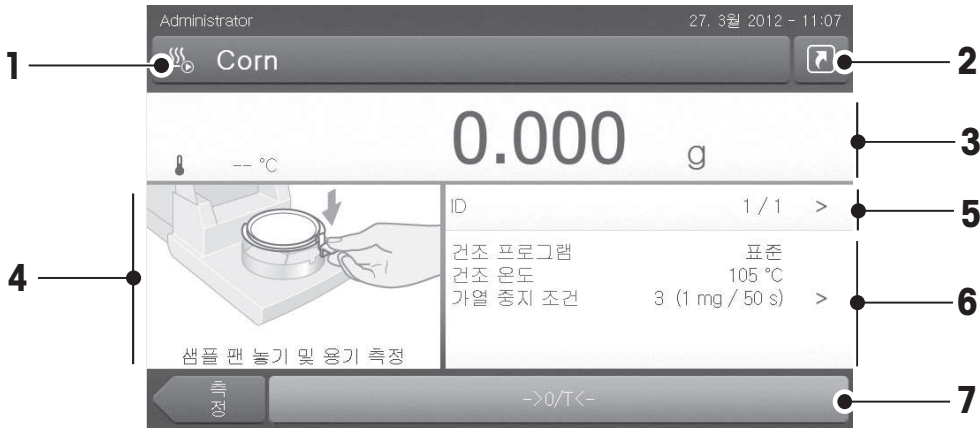 Administrator 27. 3월 2012 - 11:07
1 Corn 2
0.000 g 3
-- °C
4
ID 1 / 1 > 5
건조 프로그램 표준
건조 온도 105 °C
가열 중지 조건 3 (1 mg / 50 s) > 6
샘플 팬 놓기 및 용기 측정
측정 ->0/T<- 7